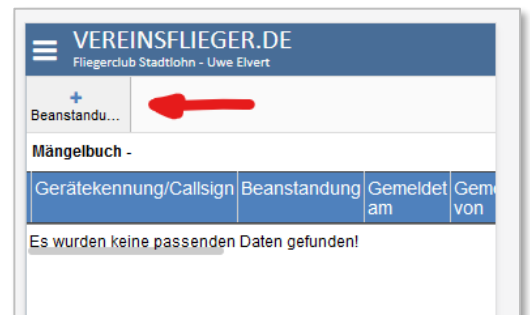 VEREINSFLIEGER.DE
Fliegerclub Stadtlohn - Uwe Elvert
+
Beanstandu...
Mängelbuch -
Gerätekennung/Callsign Beanstandung Gemeldet Geme
am von
Es wurden keine passenden Daten gefunden!